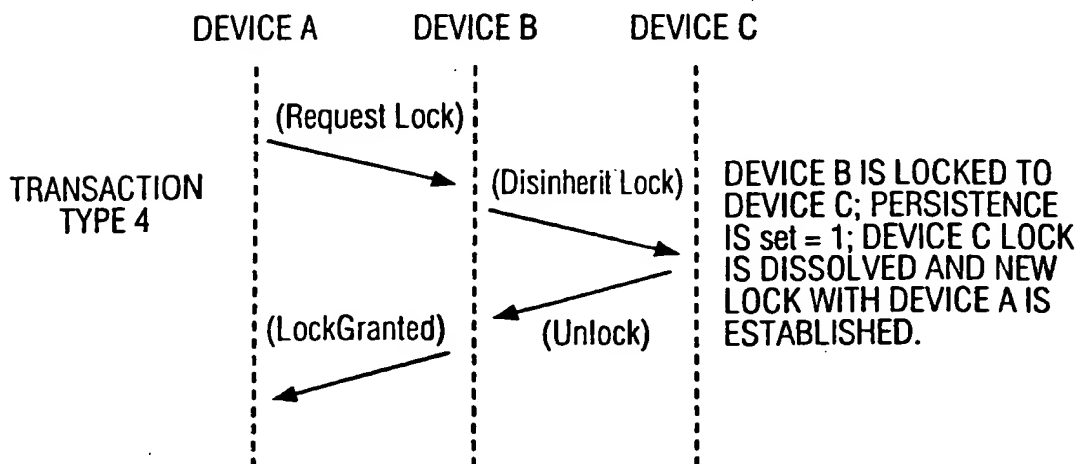 DEVICE A DEVICE B DEVICE C
(Request Lock)
TRANSACTION
TYPE 4
(Disinherit Lock)
DEVICE B IS LOCKED TO
DEVICE C; PERSISTENCE
IS set = 1; DEVICE C LOCK
IS DISSOLVED AND NEW
LOCK WITH DEVICE A IS
ESTABLISHED.
(LockGranted)
(Unlock)